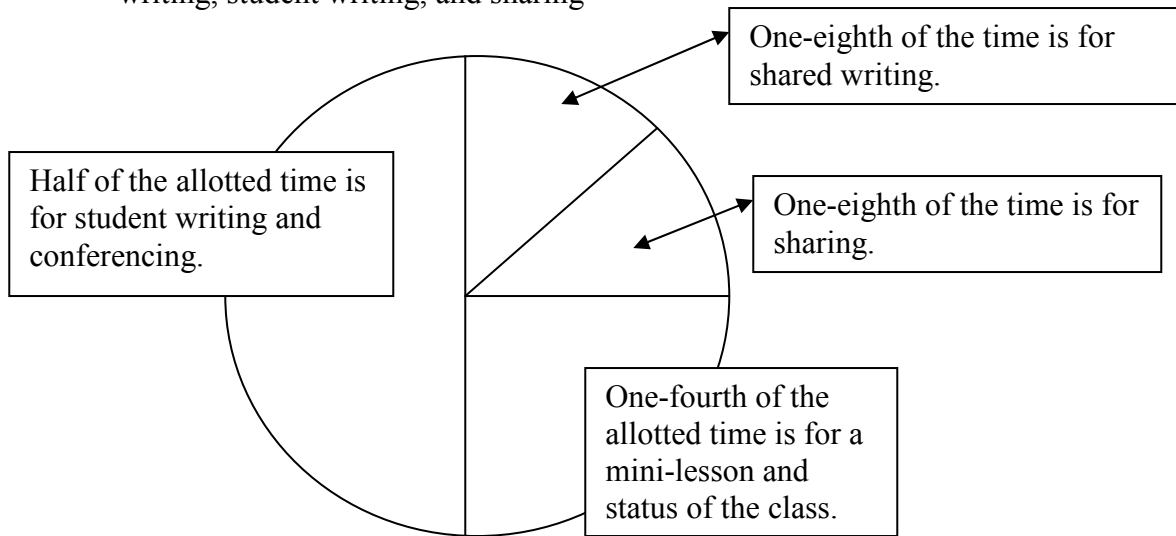 writing, student writing, and sharing
One-eighth of the time is for
shared writing.
Half of the allotted time is
for student writing and
conferencing.
One-eighth of the time is for
sharing.
One-fourth of the
allotted time is for a
mini-lesson and
status of the class.